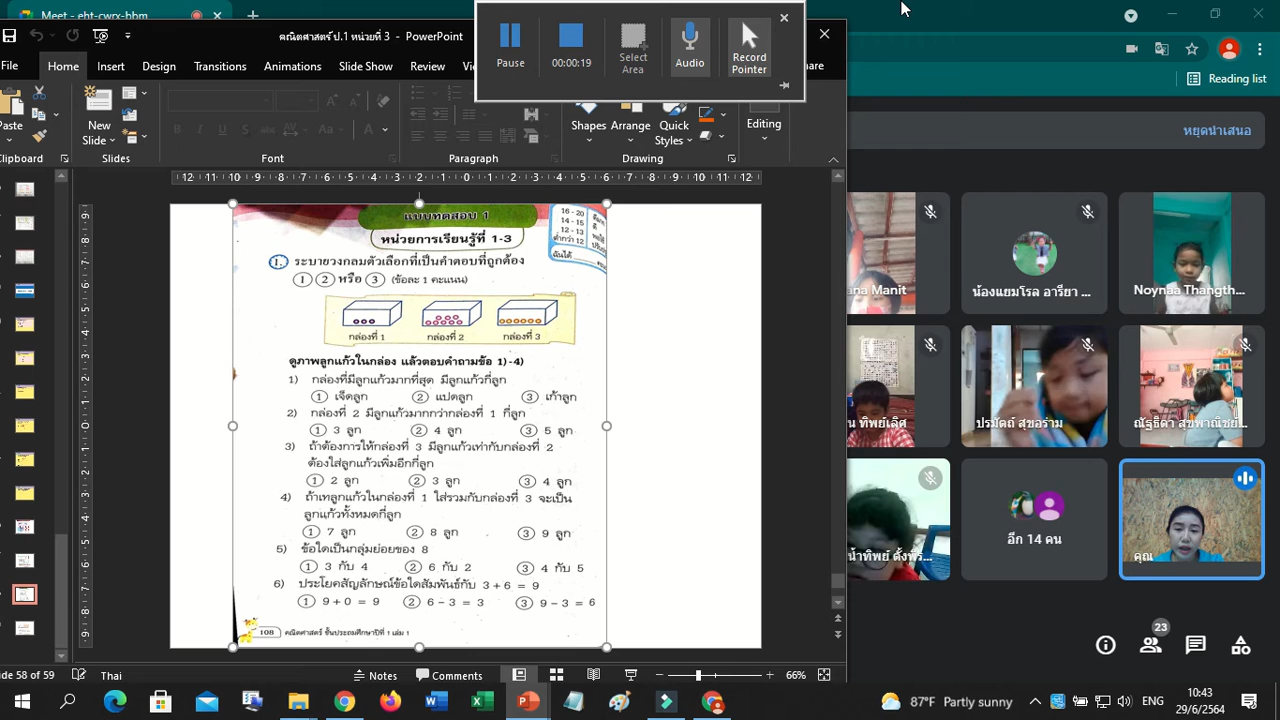 Meet - eht-cwrx-bhm
คณิตศาสตร์ ป.1 หน่วยที่ 3 - PowerPoint
Pause
00:00:19
Select Area
Audio
Record Pointer
File
Home
Insert
Design
Transitions
Animations
Slide Show
Review
Reading list
Paste
New Slide
Shapes
Arrange
Quick Styles
Editing
Clipboard
Slides
Font
Paragraph
Drawing
หยุดนำเสนอ
แบบทดสอบ 1
หน่วยการเรียนรู้ที่ 1-3
16 - 20
14 - 15
12 - 13
ต่ำกว่า 12
ฉันได้
1. ระบายวงกลมตัวเลือกที่เป็นคำตอบที่ถูกต้อง
1 2 หรือ 3 (ข้อละ 1 คะแนน)
กล่องที่ 1 กล่องที่ 2 กล่องที่ 3
ดูภาพลูกแก้วในกล่อง แล้วตอบคำถามข้อ 1)-4)
1) กล่องที่มีลูกแก้วมากที่สุด มีลูกแก้วกี่ลูก
1 เจ็ดลูก 2 แปดลูก 3 เก้าลูก
2) กล่องที่ 2 มีลูกแก้วมากกว่ากล่องที่ 1 กี่ลูก
1 3 ลูก 2 4 ลูก 3 5 ลูก
3) ถ้าต้องการให้กล่องที่ 3 มีลูกแก้วเท่ากับกล่องที่ 2
ต้องใส่ลูกแก้วเพิ่มอีกกี่ลูก
1 2 ลูก 2 3 ลูก 3 4 ลูก
4) ถ้าเทลูกแก้วในกล่องที่ 1 ใส่รวมกับกล่องที่ 3 จะเป็น
ลูกแก้วทั้งหมดกี่ลูก
1 7 ลูก 2 8 ลูก 3 9 ลูก
5) ข้อใดเป็นกลุ่มย่อยของ 8
1 3 กับ 4 2 6 กับ 2 3 4 กับ 5
6) ประโยคสัญลักษณ์ข้อใดสัมพันธ์กับ 3 + 6 = 9
1 9 + 0 = 9 2 6 - 3 = 3 3 9 - 3 = 6
108 คณิตศาสตร์ ชั้นประถมศึกษาปีที่ 1 เล่ม 1
ana Manit
น้องแยมโรล อารียา ...
Noynaa Thangth...
น ทิพย์เลิศ
ปรมัตถ์ สุขอร่าม
อีก 14 คน
คุณ
23
Slide 58 of 59
Thai
Notes
Comments
66%
87°F Partly sunny
ENG
10:43
29/6/2564